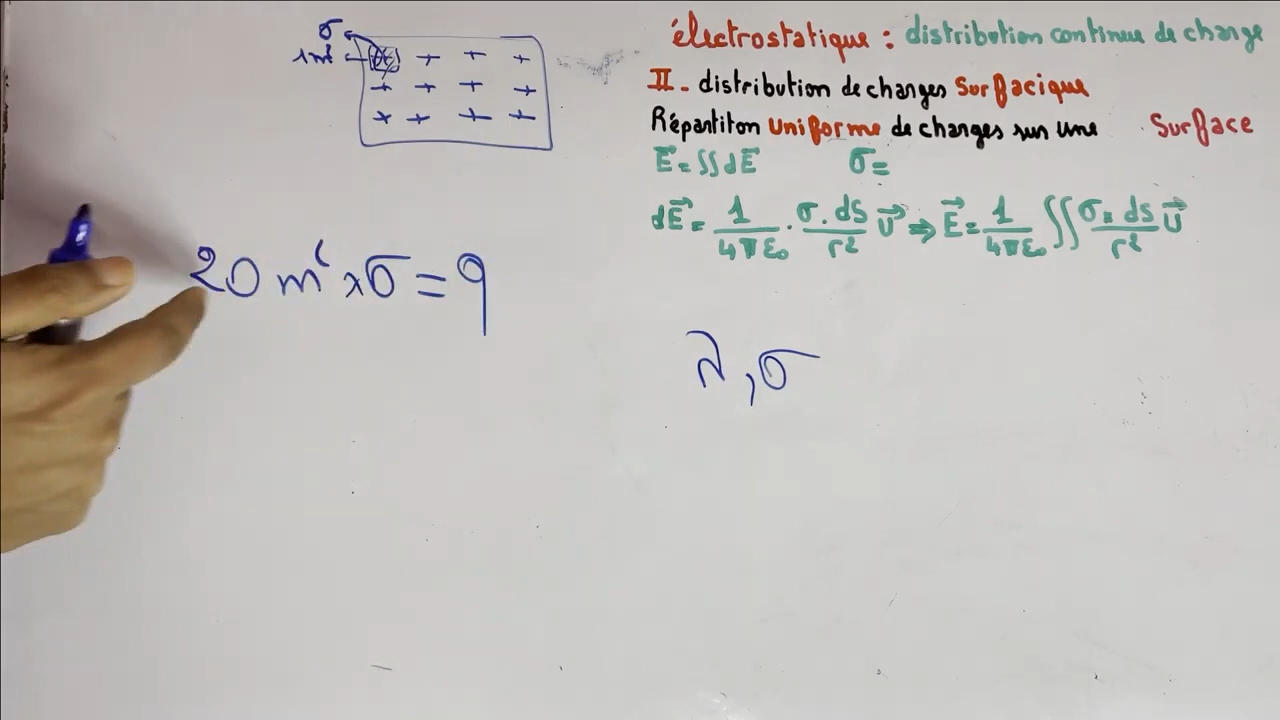 électrostatique : distribution continue de charge
II - distribution de charges Surfacique
Répartiton Uniforme de charges sur une Surface
E⃗ = ∫∫ dE⃗ σ =
dE⃗ = 1/4πε₀ · σ . ds/r² U⃗ ⇒ E⃗ = 1/4πε₀ ∫∫ σ x ds/r² U⃗
σ
1m²
+ + +
+ + + +
+ + + +
20 m² x σ = q
λ , σ